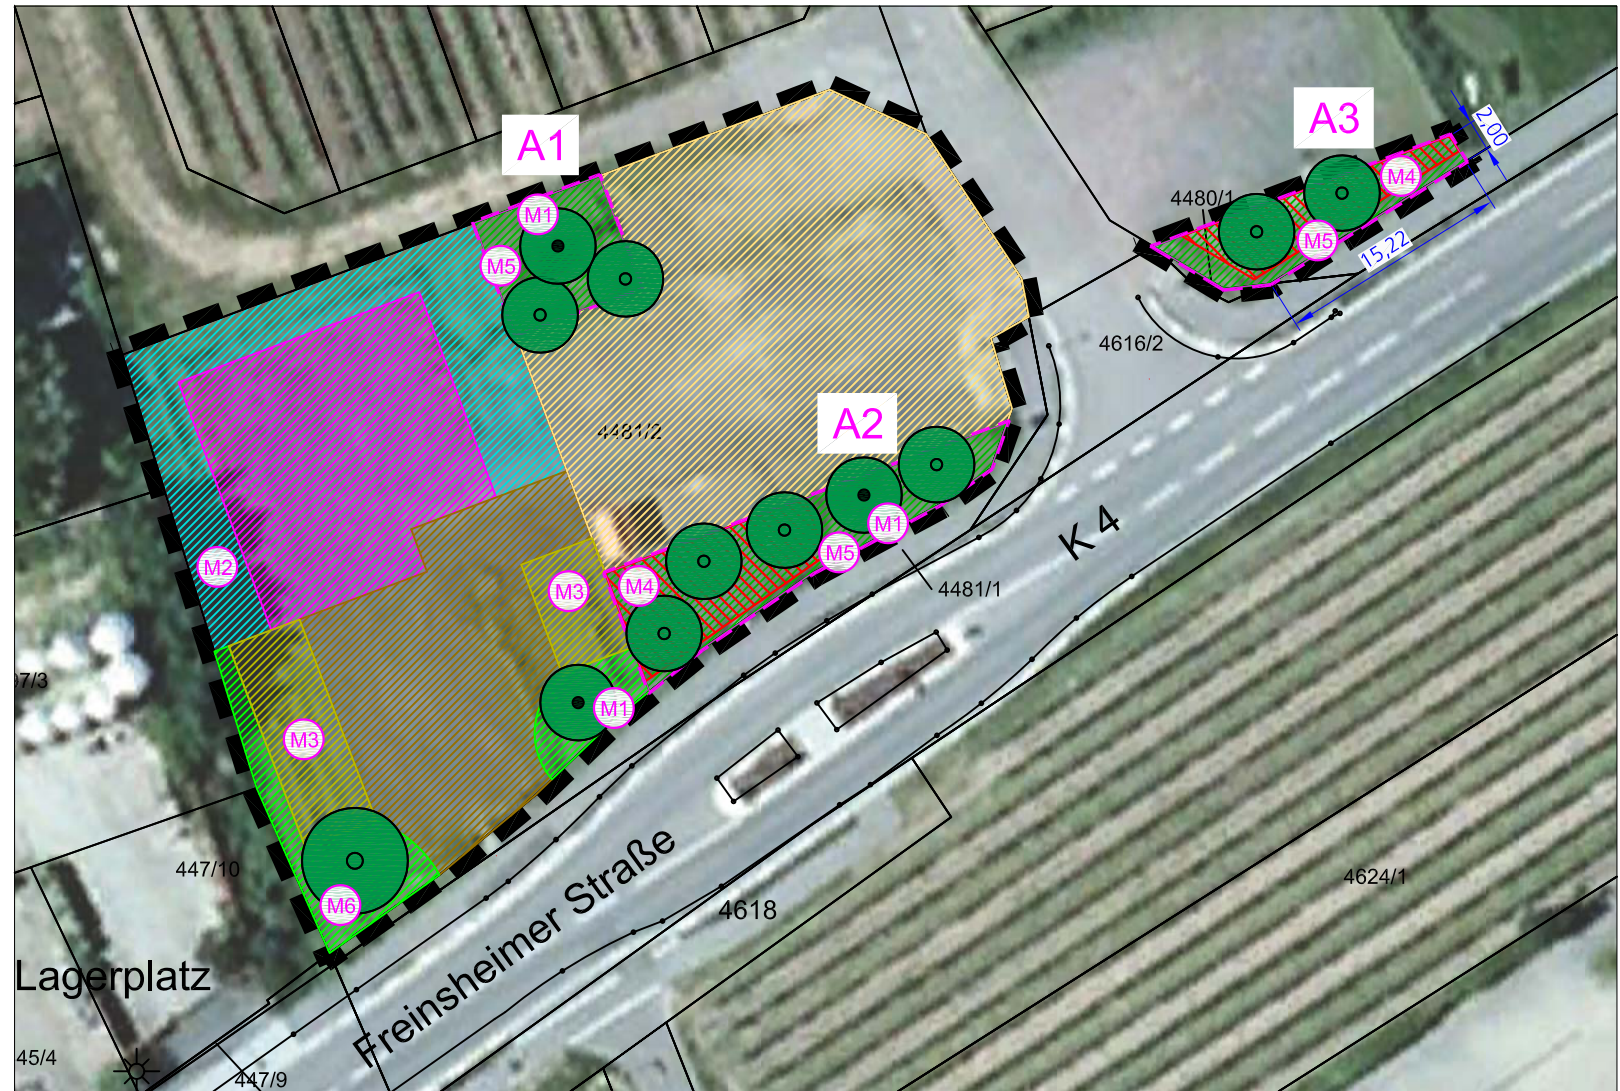 A3
2,00
A1
M4
4480/1
M1
M5
15,22
M5
4616/2
A2
4481/2
K 4
M1
M5
M2
M3
M4
4481/1
97/3
M1
M3
447/10
4624/1
M6
4618
Freinsheimer Straße
Lagerplatz
45/4
447/9